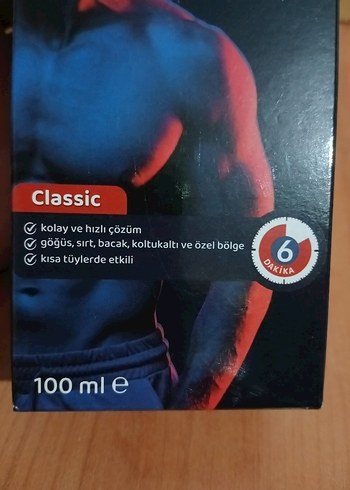 Classic
kolay ve hızlı çözüm
göğüs, sırt, bacak, koltukaltı ve özel bölge
kısa tüylerde etkili
6
DAKİKA
100 ml ℮